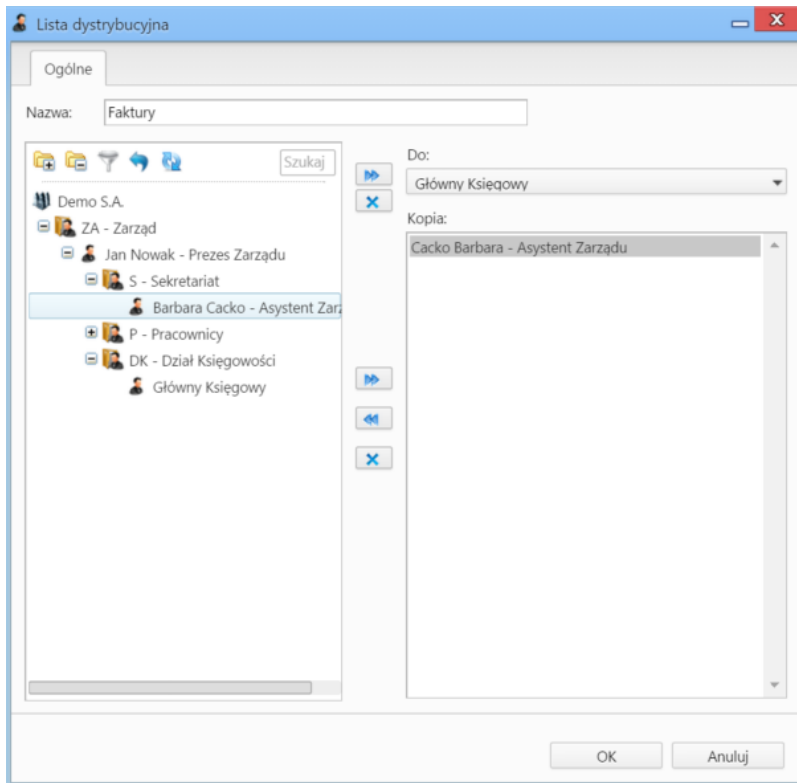 Lista dystrybucyjna
Ogólne
Nazwa: Faktury
Szukaj
Demo S.A.
ZA - Zarząd
Jan Nowak - Prezes Zarządu
S - Sekretariat
Barbara Cacko - Asystent Zarz
P - Pracownicy
DK - Dział Księgowości
Główny Księgowy
Do:
Główny Księgowy
Kopia:
Cacko Barbara - Asystent Zarządu
OK Anuluj